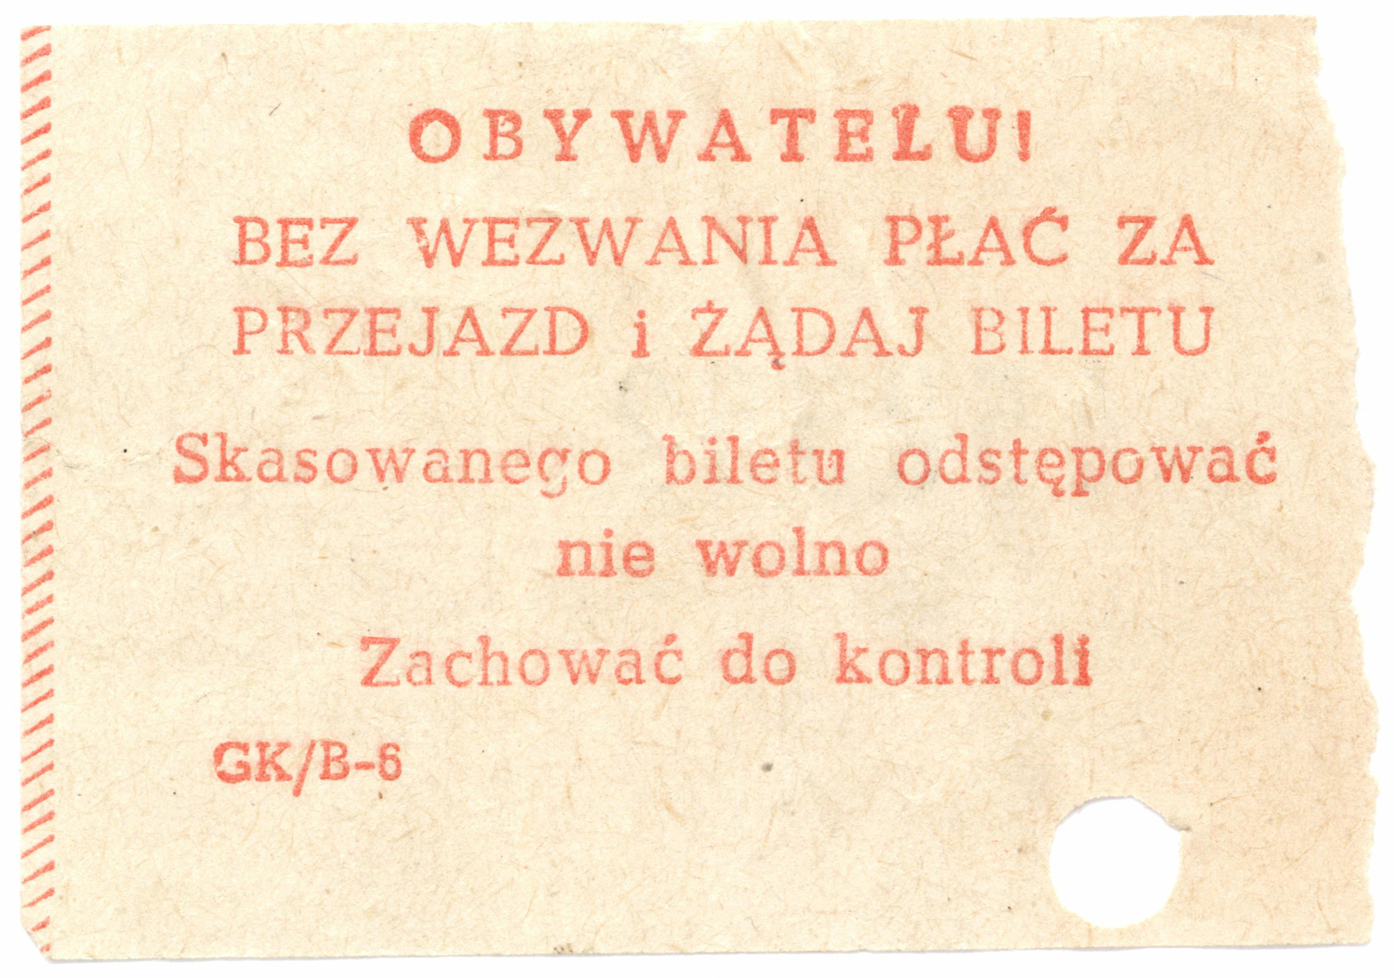 OBYWATELU!
BEZ WEZWANIA PŁAĆ ZA
PRZEJAZD i ŻĄDAJ BILETU
Skasowanego biletu odstępować
nie wolno
Zachować do kontroli
GK/B-6